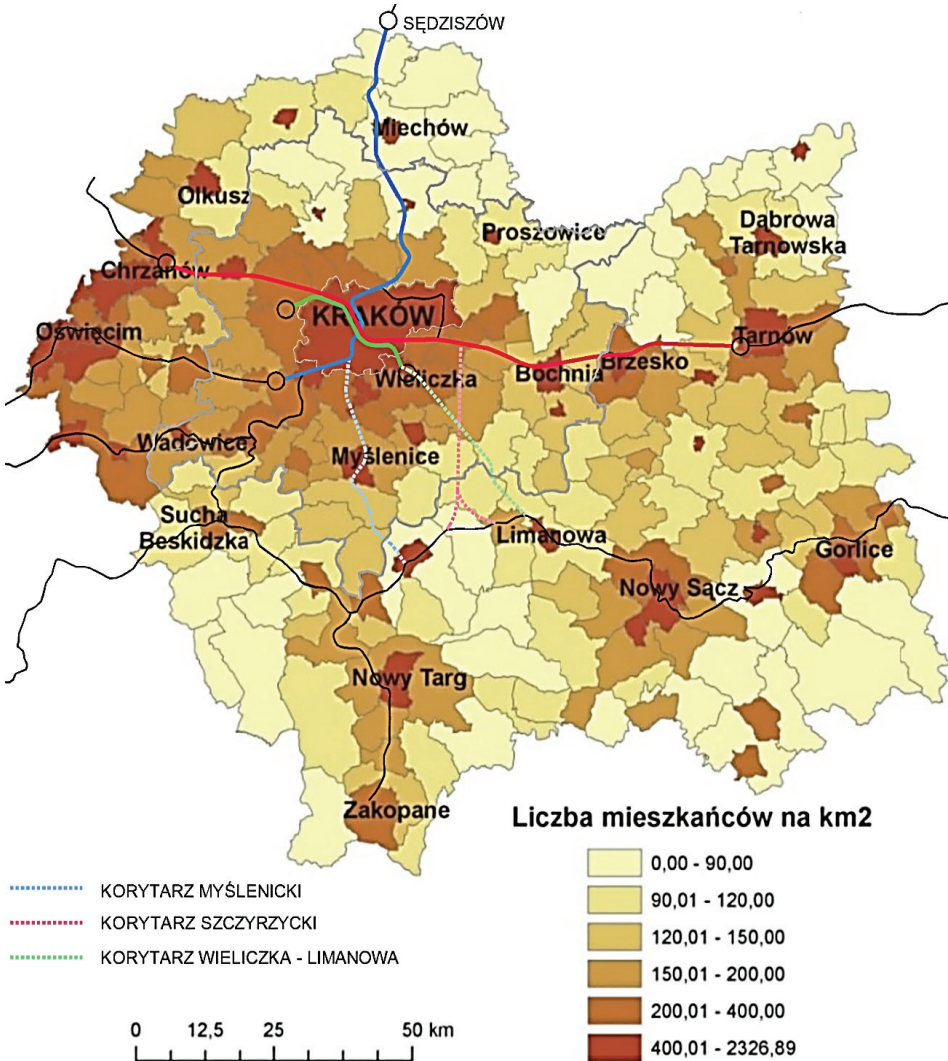 SĘDZISZÓW
Miechów
Olkusz
Proszowice
Dąbrowa
Tarnowska
Chrzanów
KRAKÓW
Oświęcim
Tarnów
Wieliczka
Bochnia
Brzesko
Wadowice
Myślenice
Sucha
Beskidzka
Limanowa
Gorlice
Nowy Sącz
Nowy Targ
Zakopane
Liczba mieszkańców na km2
0,00 - 90,00
90,01 - 120,00
120,01 - 150,00
150,01 - 200,00
200,01 - 400,00
400,01 - 2326,89
KORYTARZ MYŚLENICKI
KORYTARZ SZCZYRZYCKI
KORYTARZ WIELICZKA - LIMANOWA
0 12,5 25 50 km